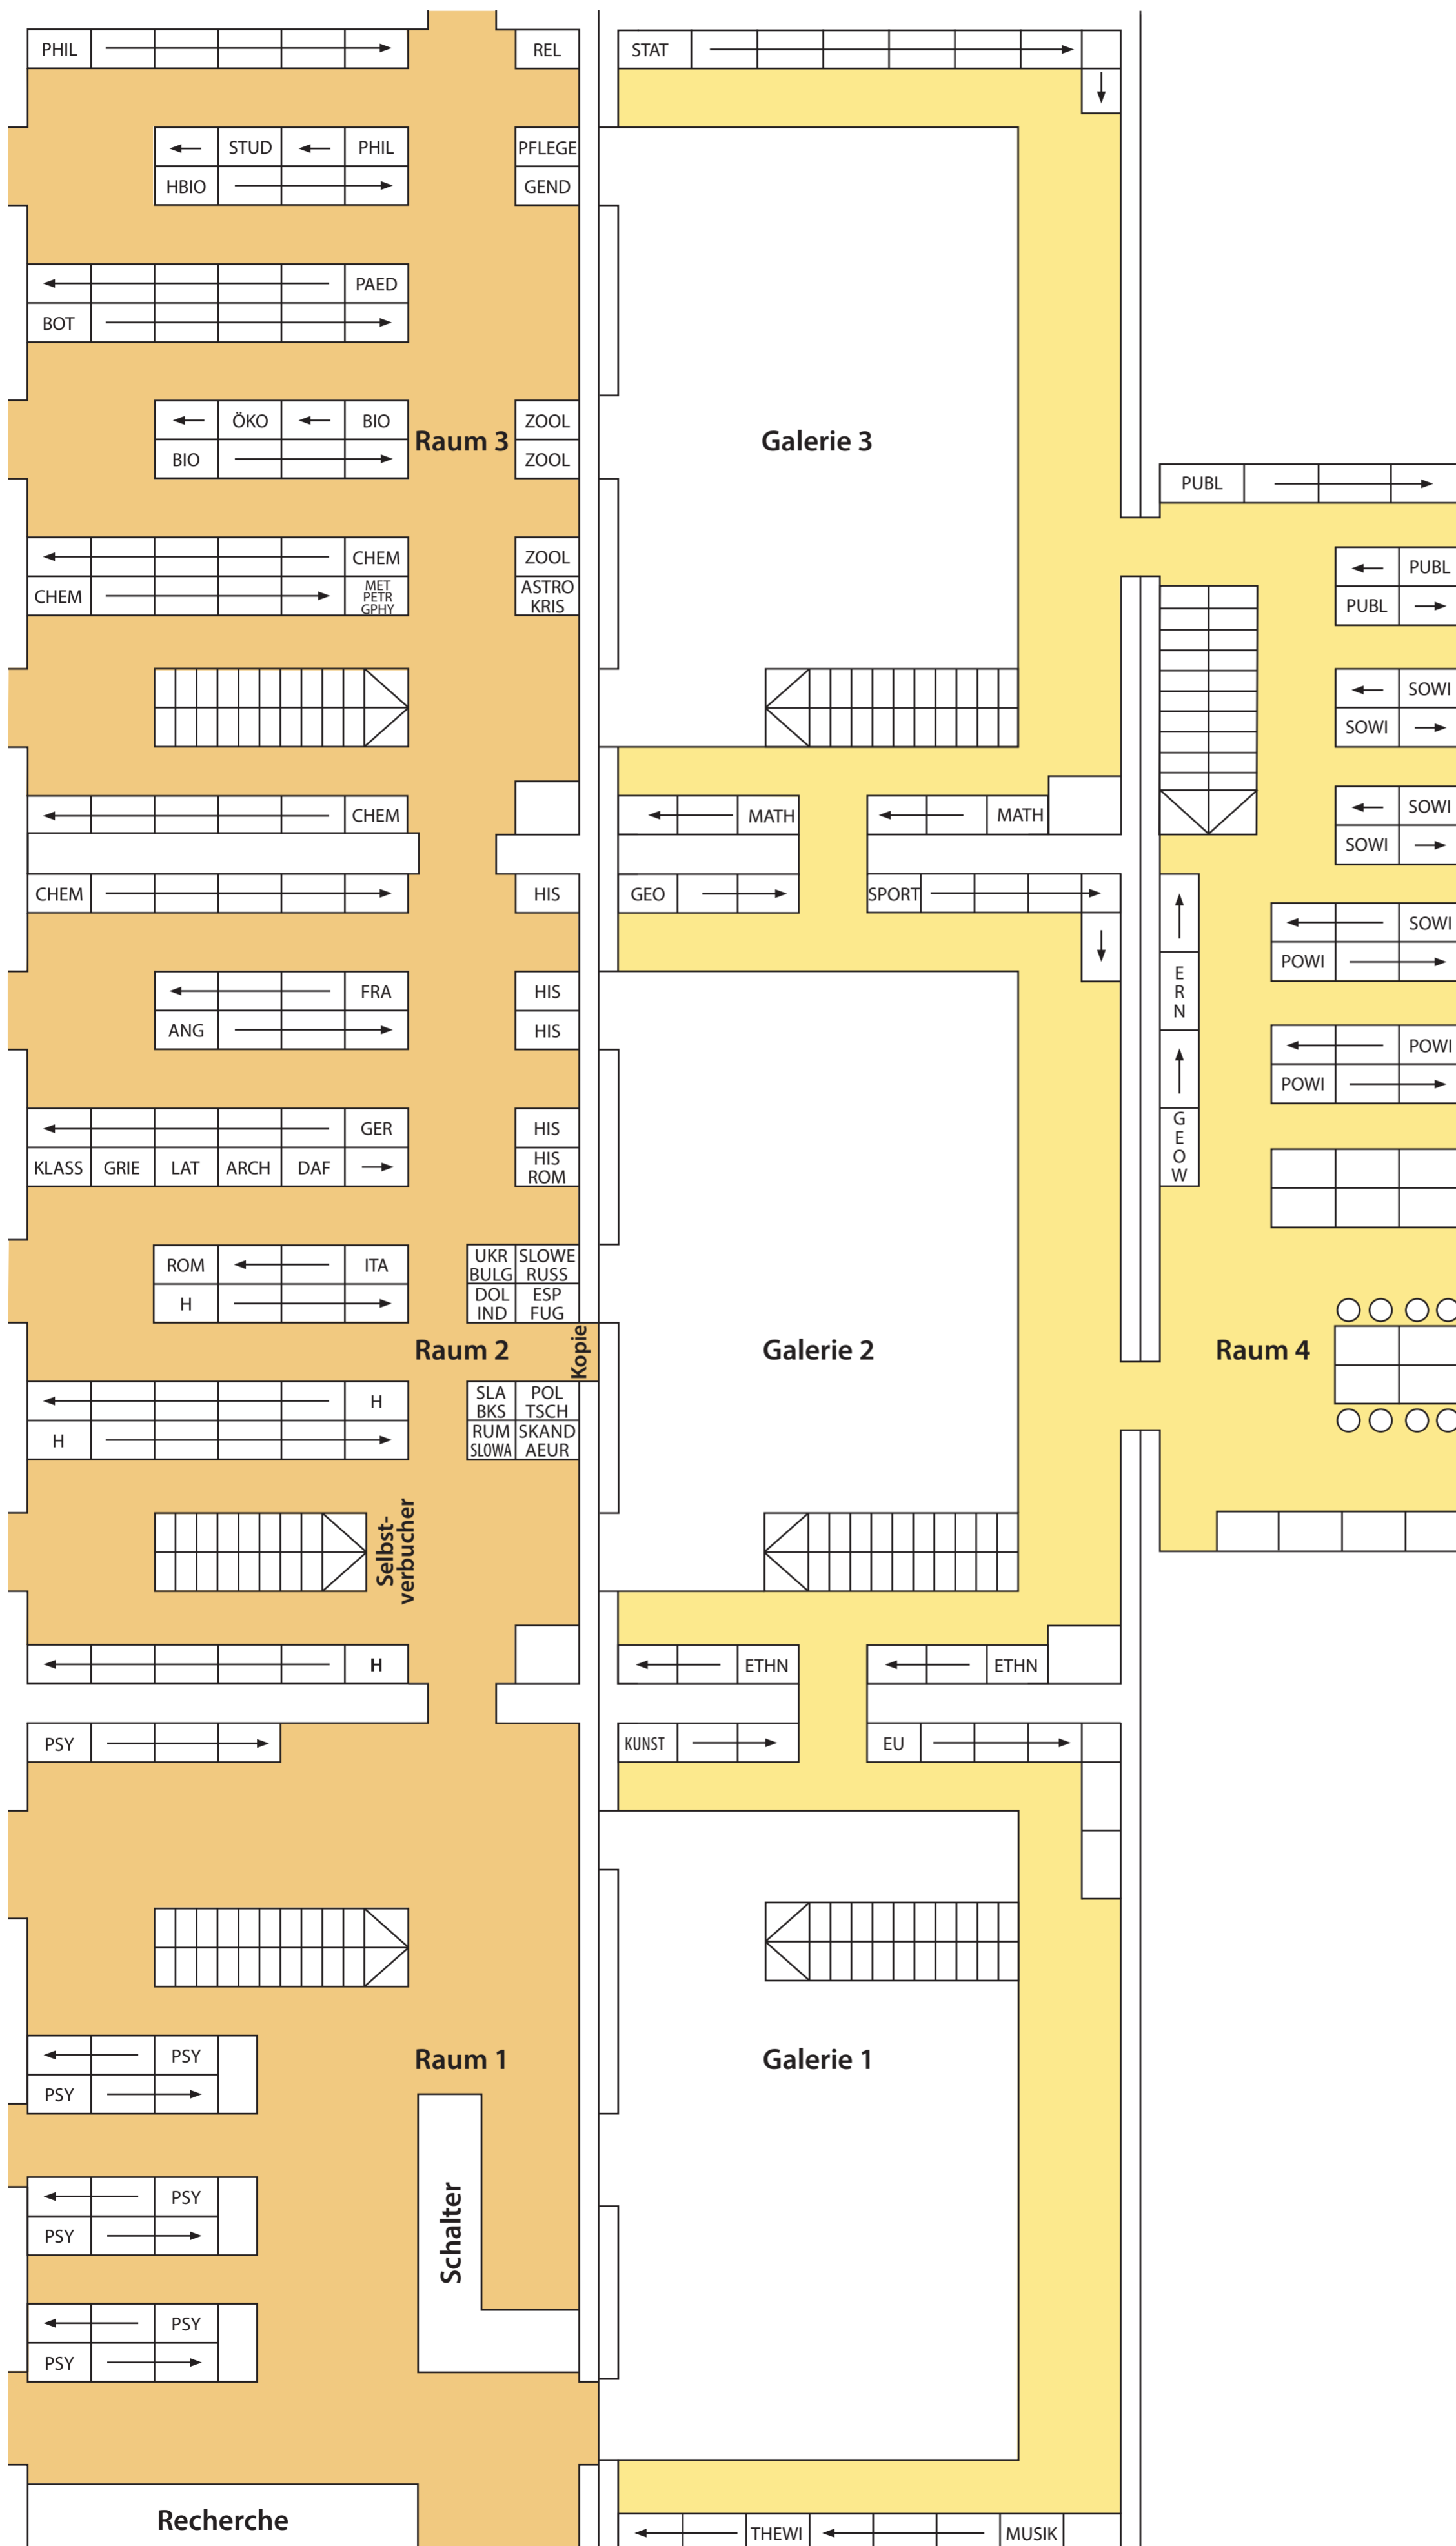 PHIL
REL
STUD
PHIL
HBIO
PFLEGE
GEND
PAED
BOT
ÖKO
BIO
BIO
Raum 3
ZOOL
ZOOL
CHEM
CHEM
MET
PETR
GPHY
ZOOL
ASTRO
KRIS
CHEM
CHEM
HIS
FRA
ANG
HIS
HIS
GER
KLASS
GRIE
LAT
ARCH
DAF
HIS
HIS
ROM
ROM
ITA
H
UKR
BULG
SLOWE
RUSS
DOL
IND
ESP
FUG
Raum 2
Kopie
H
H
SLA
BKS
POL
TSCH
RUM
SLOWA
SKAND
AEUR
Selbst-
verbucher
H
PSY
PSY
PSY
Raum 1
PSY
PSY
Schalter
PSY
PSY
Recherche
STAT
Galerie 3
MATH
MATH
GEO
SPORT
Galerie 2
ETHN
ETHN
KUNST
EU
Galerie 1
THEWI
MUSIK
PUBL
PUBL
PUBL
SOWI
SOWI
SOWI
SOWI
ERN
GEOW
SOWI
POWI
POWI
POWI
Raum 4